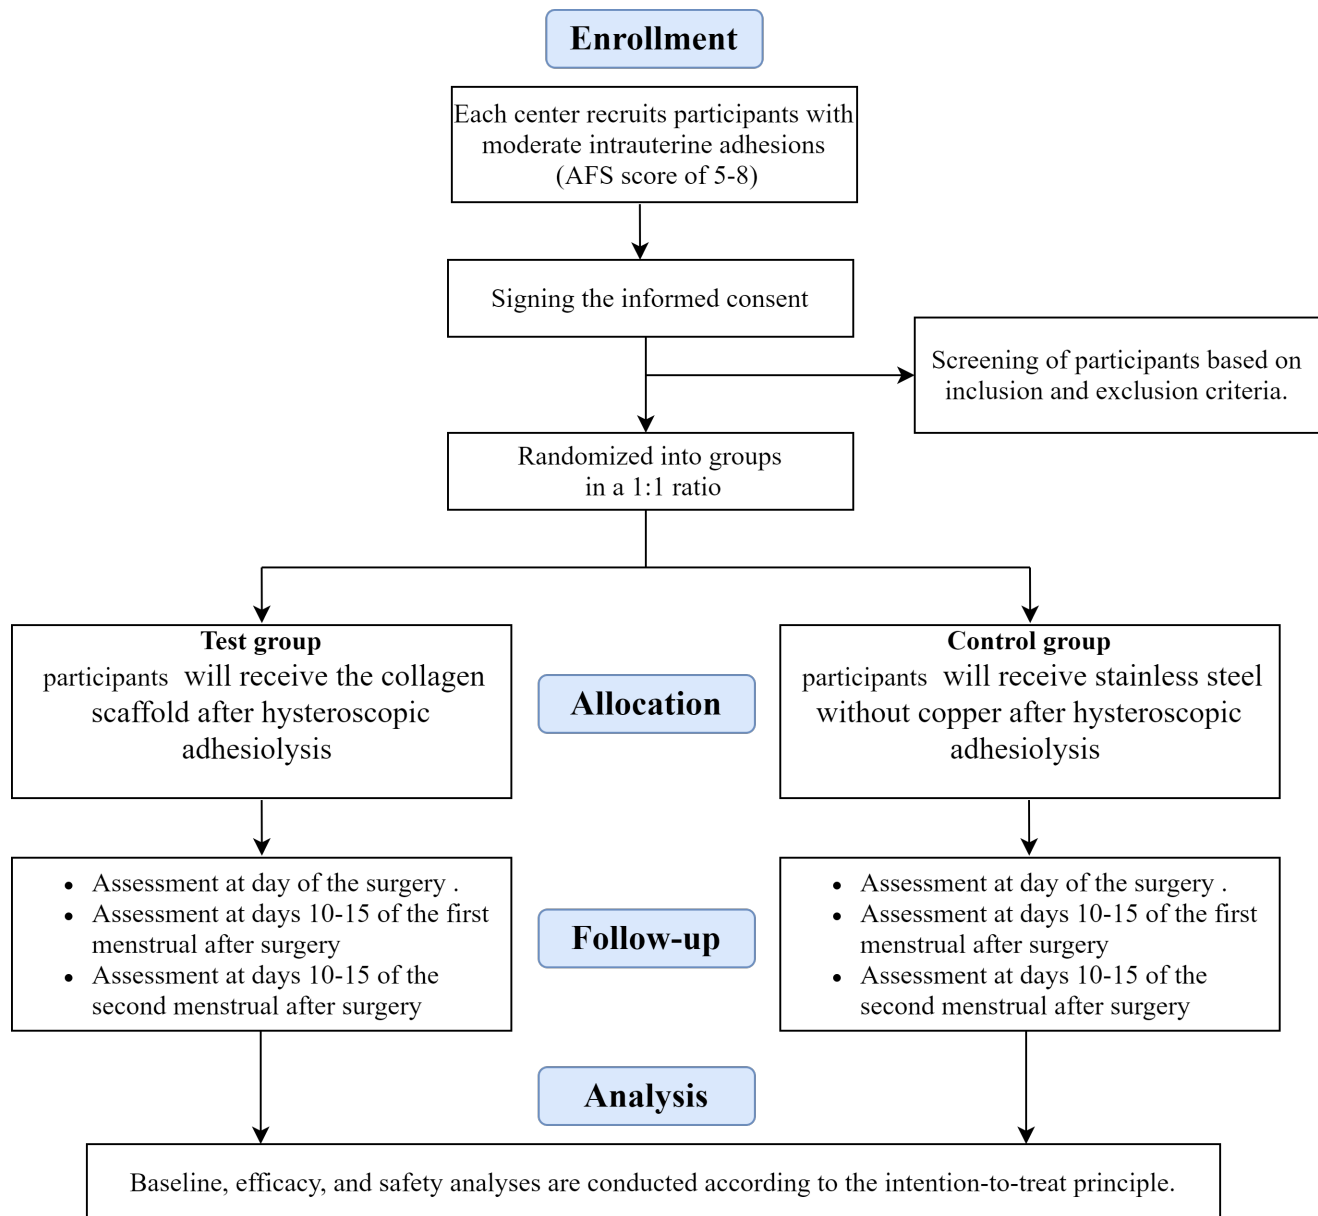 Enrollment
Each center recruits participants with
moderate intrauterine adhesions
(AFS score of 5-8)
Signing the informed consent
Screening of participants based on
inclusion and exclusion criteria.
Randomized into groups
in a 1:1 ratio
Test group
participants will receive the collagen
scaffold after hysteroscopic
adhesiolysis
Allocation
Control group
participants will receive stainless steel
without copper after hysteroscopic
adhesiolysis
• Assessment at day of the surgery .
• Assessment at days 10-15 of the first
menstrual after surgery
• Assessment at days 10-15 of the
second menstrual after surgery
Follow-up
• Assessment at day of the surgery .
• Assessment at days 10-15 of the first
menstrual after surgery
• Assessment at days 10-15 of the
second menstrual after surgery
Analysis
Baseline, efficacy, and safety analyses are conducted according to the intention-to-treat principle.